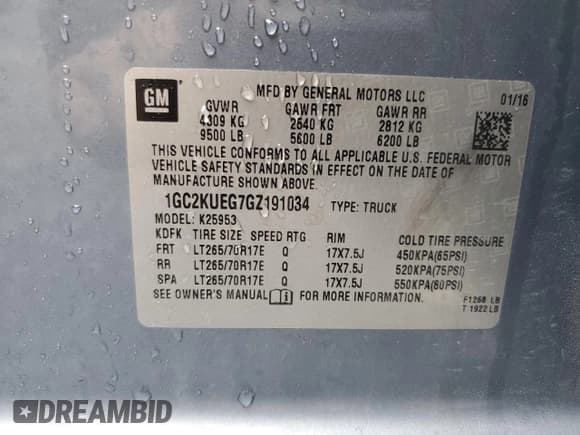 GM
MFD BY GENERAL MOTORS LLC 01/16
GVWR GAWR FRT GAWR RR
4309 KG 2540 KG 2812 KG
9500 LB 5600 LB 6200 LB
THIS VEHICLE CONFORMS TO ALL APPLICABLE U.S. FEDERAL MOTOR
VEHICLE SAFETY STANDARDS IN EFFECT ON THE DATE OF
MANUFACTURE SHOWN ABOVE.
1GC2KUEG7GZ191034 TYPE: TRUCK
MODEL: K25953
KDFK TIRE SIZE SPEED RTG RIM COLD TIRE PRESSURE
FRT LT265/70R17E Q 17X7.5J 450KPA(65PSI)
RR LT265/70R17E Q 17X7.5J 520KPA(75PSI)
SPA LT265/70R17E Q 17X7.5J 550KPA(80PSI)
SEE OWNER'S MANUAL FOR MORE INFORMATION.
F1268 LB
T 1922 LB
DREAMBID